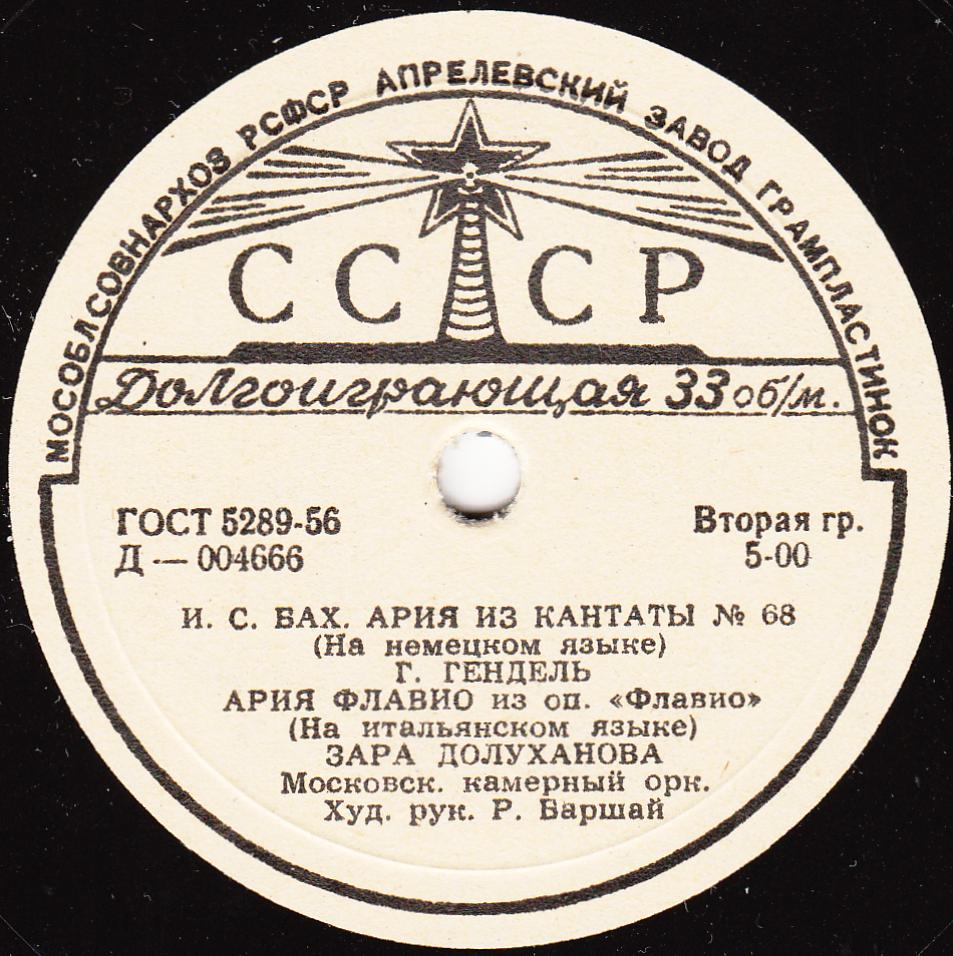 МОСОБЛСОВНАРХОЗ РСФСР АПРЕЛЕВСКИЙ ЗАВОД ГРАМПЛАСТИНОК
СССР
Долгоиграющая 33 об/м.
ГОСТ 5289-56
Вторая гр.
Д — 004666
5-00
И. С. БАХ. АРИЯ ИЗ КАНТАТЫ № 68
(На немецком языке)
Г. ГЕНДЕЛЬ
АРИЯ ФЛАВИО из оп. «Флавио»
(На итальянском языке)
ЗАРА ДОЛУХАНОВА
Московск. камерный орк.
Худ. рук. Р. Баршай